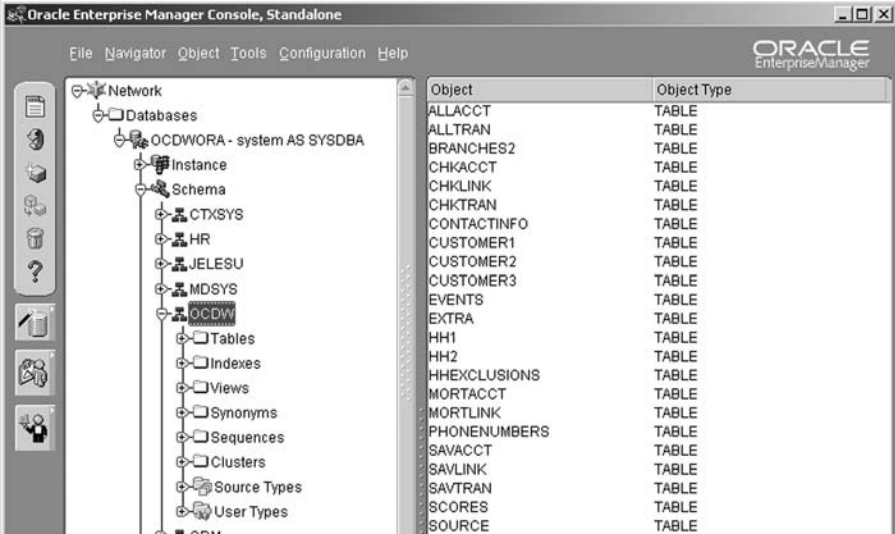 Oracle Enterprise Manager Console, Standalone
File Navigator Object Tools Configuration Help
ORACLE
EnterpriseManager
Network
Databases
OCDWORA - system AS SYSDBA
Instance
Schema
CTXSYS
HR
JELESU
MDSYS
OCDW
Tables
Indexes
Views
Synonyms
Sequences
Clusters
Source Types
User Types
Object Object Type
ALLACCT TABLE
ALLTRAN TABLE
BRANCHES2 TABLE
CHKACCT TABLE
CHKLINK TABLE
CHKTRAN TABLE
CONTACTINFO TABLE
CUSTOMER1 TABLE
CUSTOMER2 TABLE
CUSTOMER3 TABLE
EVENTS TABLE
EXTRA TABLE
HH1 TABLE
HH2 TABLE
HHEXCLUSIONS TABLE
MORTACCT TABLE
MORTLINK TABLE
PHONENUMBERS TABLE
SAVACCT TABLE
SAVLINK TABLE
SAVTRAN TABLE
SCORES TABLE
SOURCE TABLE